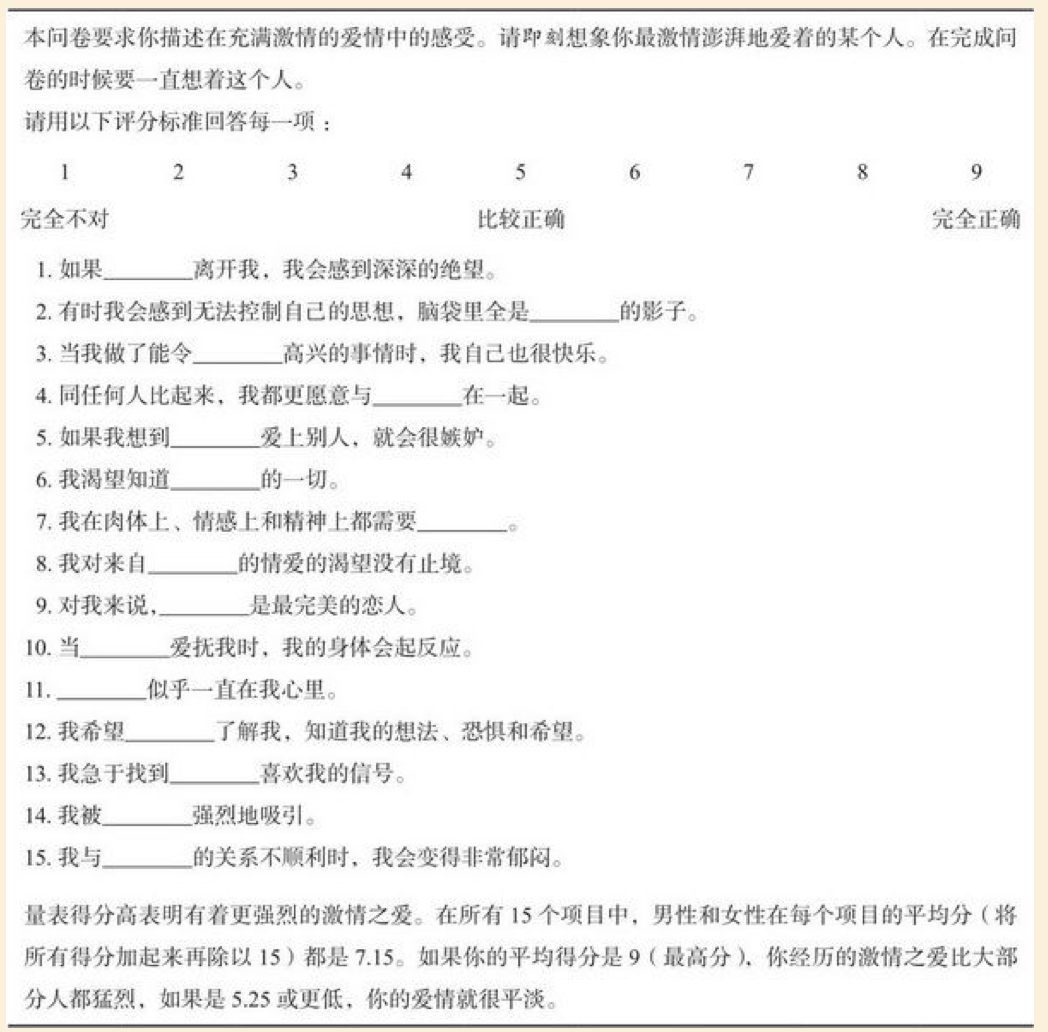 本问卷要求你描述在充满激情的爱情中的感受。请即刻想象你最激情澎湃地爱着的某个人。在完成问
卷的时候要一直想着这个人。
请用以下评分标准回答每一项：
1 2 3 4 5 6 7 8 9
完全不对 比较正确 完全正确
1. 如果________离开我，我会感到深深的绝望。
2. 有时我会感到无法控制自己的思想，脑袋里全是________的影子。
3. 当我做了能令________高兴的事情时，我自己也很快乐。
4. 同任何人比起来，我都更愿意与________在一起。
5. 如果我想到________爱上别人，就会很嫉妒。
6. 我渴望知道________的一切。
7. 我在肉体上、情感上和精神上都需要________。
8. 我对来自________的情爱的渴望没有止境。
9. 对我来说,________是最完美的恋人。
10. 当________爱抚我时，我的身体会起反应。
11. ________似乎一直在我心里。
12. 我希望________了解我，知道我的想法、恐惧和希望。
13. 我急于找到________喜欢我的信号。
14. 我被________强烈地吸引。
15. 我与________的关系不顺利时，我会变得非常郁闷。
量表得分高表明有着更强烈的激情之爱。在所有 15 个项目中，男性和女性在每个项目的平均分（将
所有得分加起来再除以 15）都是 7.15。如果你的平均得分是 9（最高分），你经历的激情之爱比大部
分人都猛烈，如果是 5.25 或更低，你的爱情就很平淡。